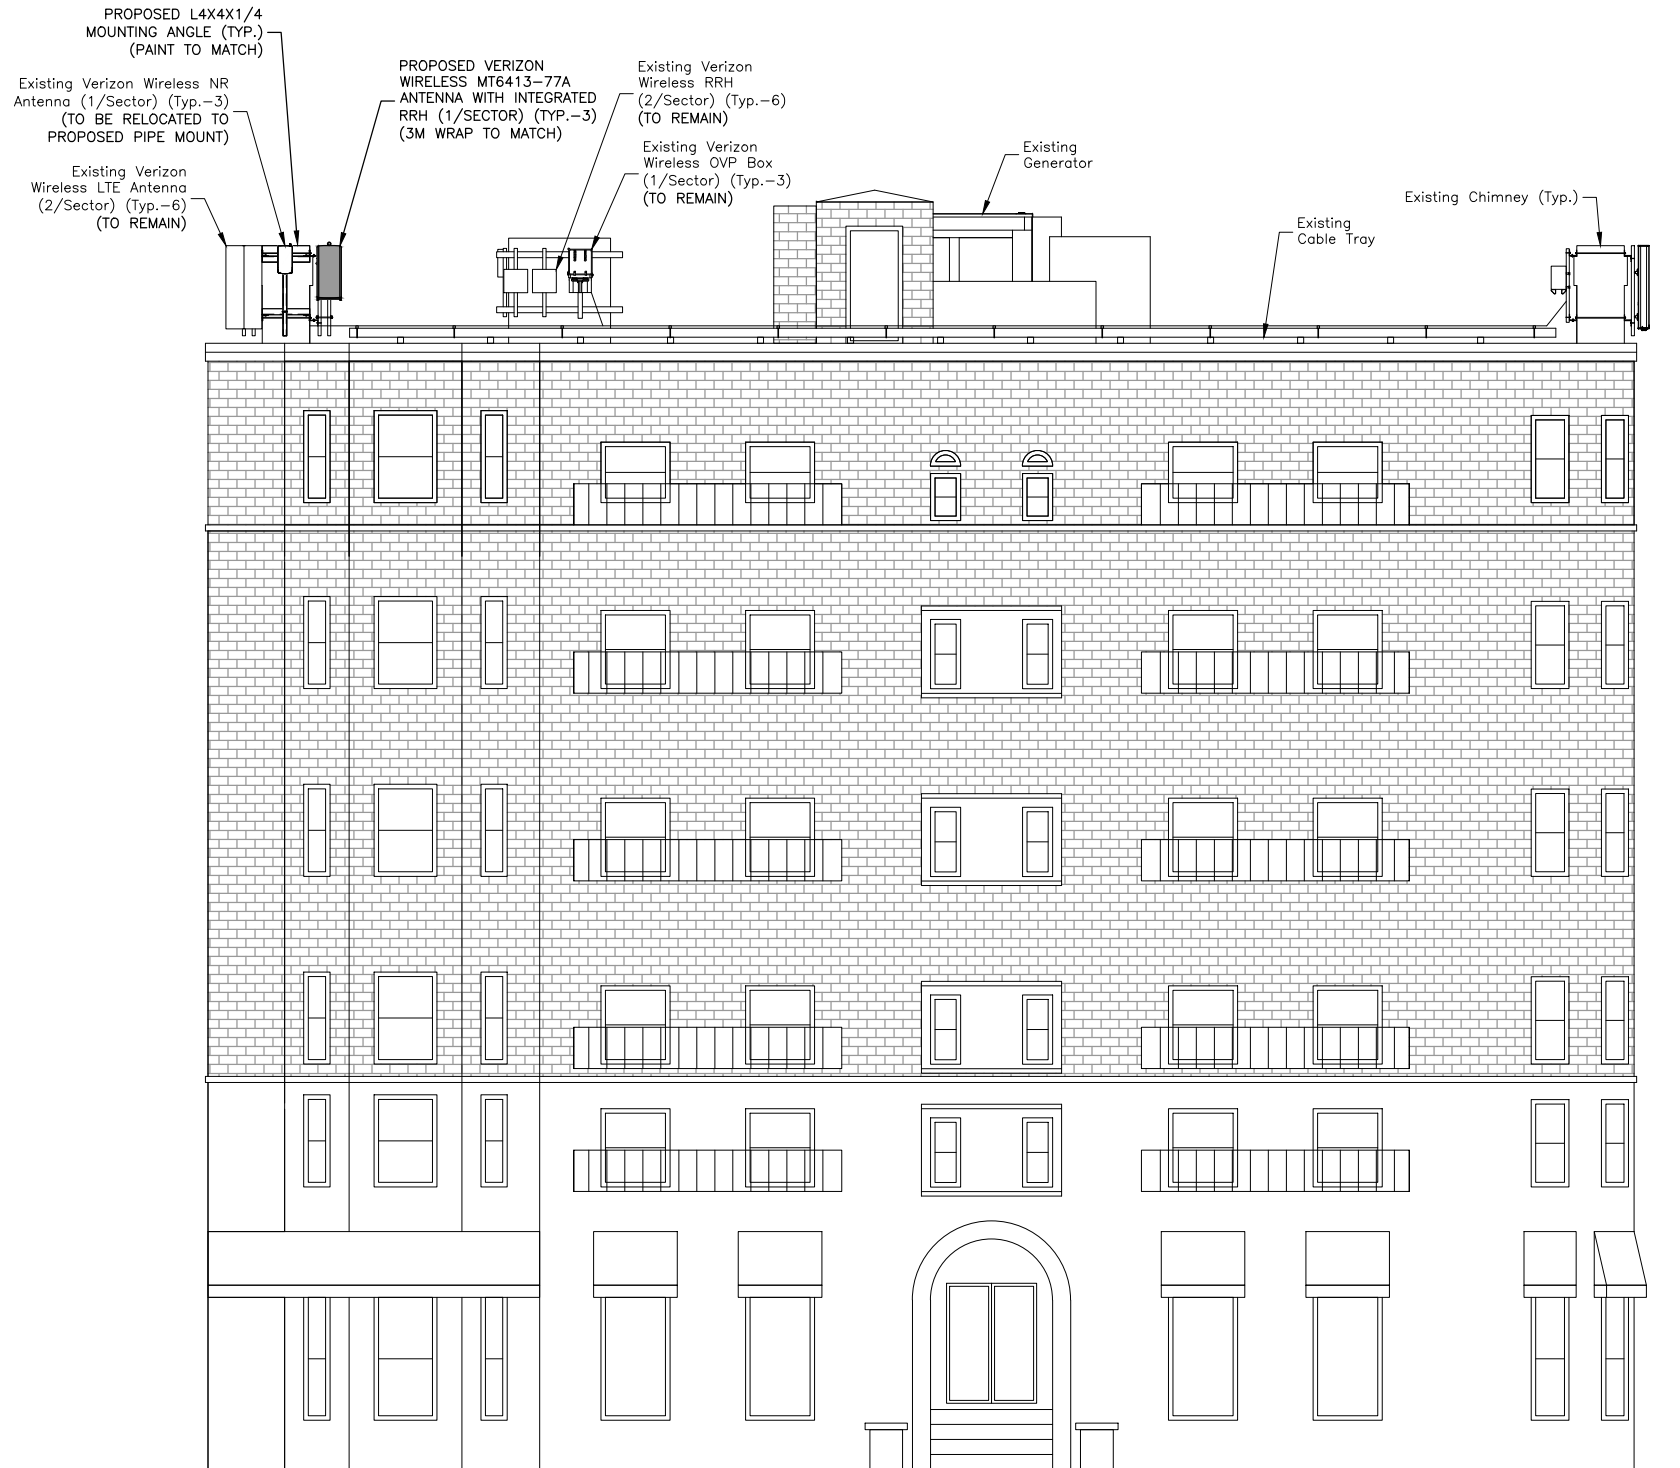 PROPOSED L4X4X1/4
MOUNTING ANGLE (TYP.)
(PAINT TO MATCH)
Existing Verizon Wireless NR
Antenna (1/Sector) (Typ.-3)
(TO BE RELOCATED TO
PROPOSED PIPE MOUNT)
Existing Verizon
Wireless LTE Antenna
(2/Sector) (Typ.-6)
(TO REMAIN)
PROPOSED VERIZON
WIRELESS MT6413-77A
ANTENNA WITH INTEGRATED
RRH (1/SECTOR) (TYP.-3)
(3M WRAP TO MATCH)
Existing Verizon
Wireless RRH
(2/Sector) (Typ.-6)
(TO REMAIN)
Existing Verizon
Wireless OVP Box
(1/Sector) (Typ.-3)
(TO REMAIN)
Existing
Generator
Existing
Cable Tray
Existing Chimney (Typ.)